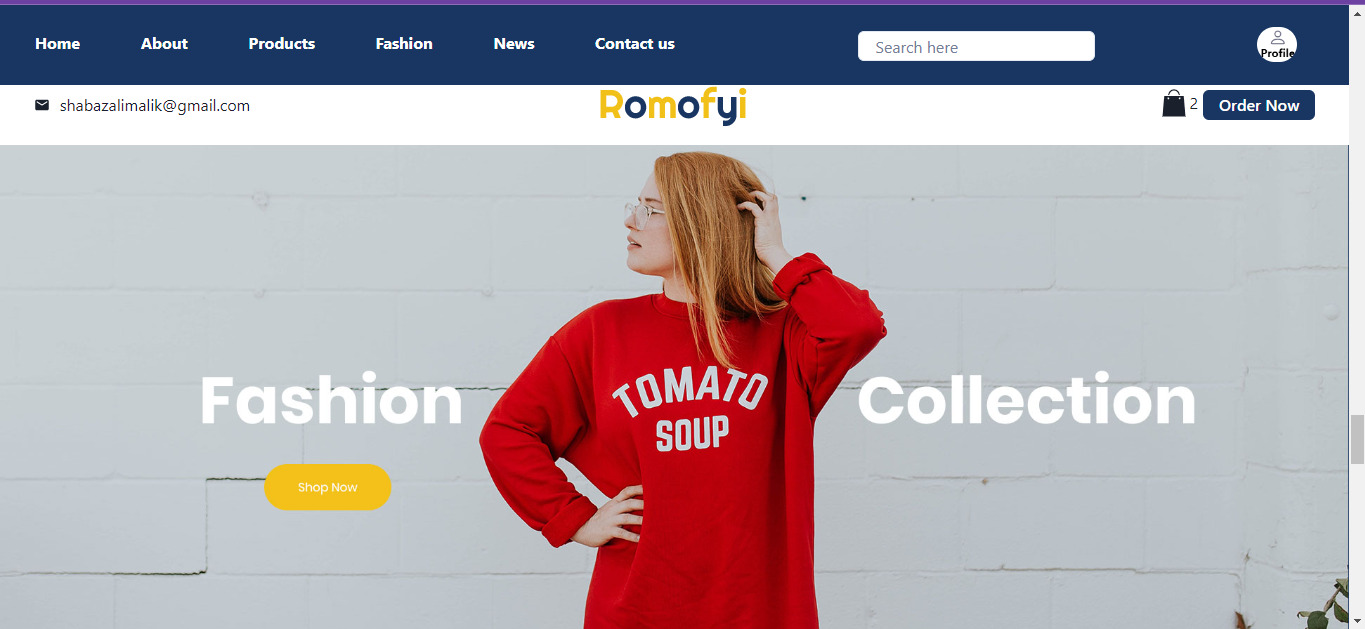 Home About Products Fashion News Contact us Search here Profile
shabazalimalik@gmail.com Romofyi 2 Order Now
TOMATO
SOUP
Fashion Collection
Shop Now